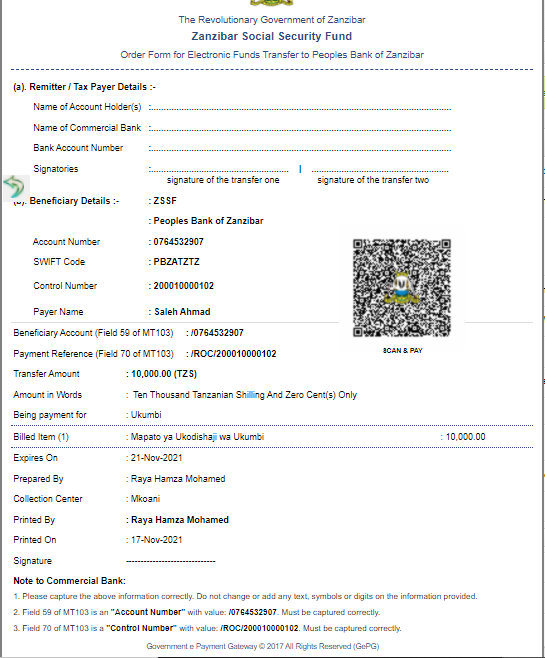 The Revolutionary Government of Zanzibar
Zanzibar Social Security Fund
Order Form for Electronic Funds Transfer to Peoples Bank of Zanzibar
(a). Remitter / Tax Payer Details :-
Name of Account Holder(s) :
Name of Commercial Bank :
Bank Account Number :
Signatories :
signature of the transfer one signature of the transfer two
Beneficiary Details :- : ZSSF
: Peoples Bank of Zanzibar
Account Number : 0764532907
SWIFT Code : PBZATZTZ
Control Number : 200010000102
Payer Name : Saleh Ahmad
SCAN & PAY
Beneficiary Account (Field 59 of MT103) : /0764532907
Payment Reference (Field 70 of MT103) : /ROC/200010000102
Transfer Amount : 10,000.00 (TZS)
Amount in Words : Ten Thousand Tanzanian Shilling And Zero Cent(s) Only
Being payment for : Ukumbi
Billed Item (1) : Mapato ya Ukodishaji wa Ukumbi : 10,000.00
Expires On : 21-Nov-2021
Prepared By : Raya Hamza Mohamed
Collection Center : Mkoani
Printed By : Raya Hamza Mohamed
Printed On : 17-Nov-2021
Signature
Note to Commercial Bank:
1. Please capture the above information correctly. Do not change or add any text, symbols or digits on the information provided.
2. Field 59 of MT103 is an "Account Number" with value: /0764532907. Must be captured correctly.
3. Field 70 of MT103 is a "Control Number" with value: /ROC/200010000102. Must be captured correctly.
Government e Payment Gateway © 2017 All Rights Reserved (GePG)